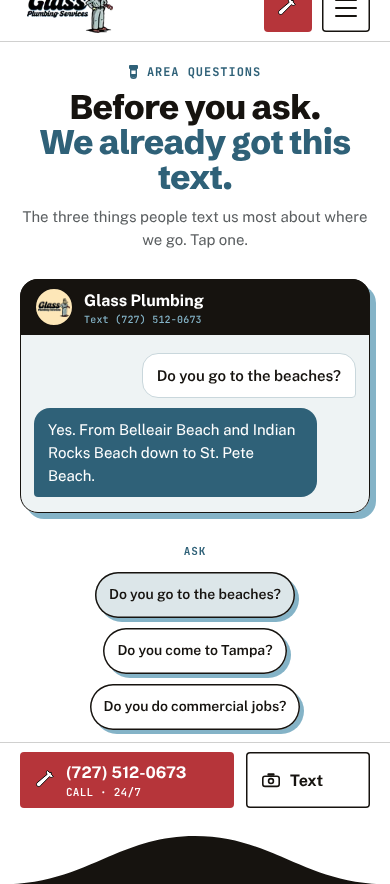 Glass
Plumbing Services
AREA QUESTIONS
Before you ask.
We already got this
text.
The three things people text us most about where
we go. Tap one.
Glass Plumbing
Text (727) 512-0673
Do you go to the beaches?
Yes. From Belleair Beach and Indian
Rocks Beach down to St. Pete
Beach.
ASK
Do you go to the beaches?
Do you come to Tampa?
Do you do commercial jobs?
(727) 512-0673
CALL · 24/7
Text